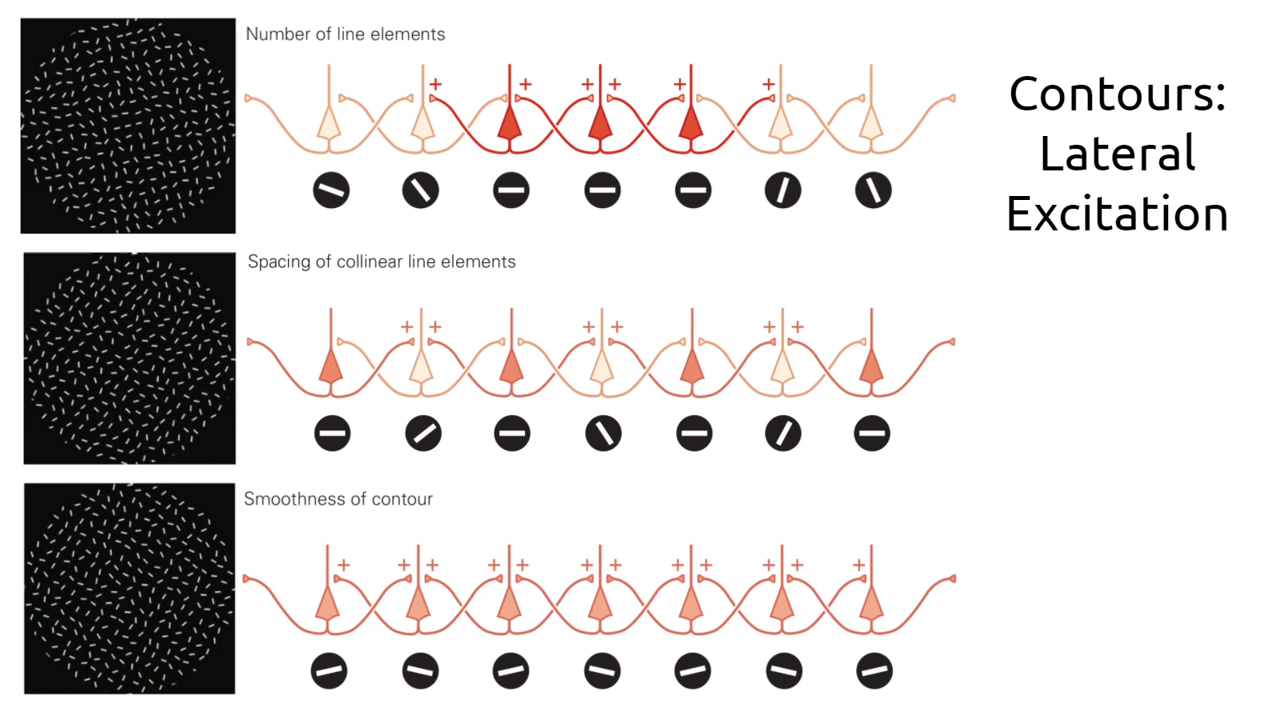 Number of line elements
+ + + + +
Contours:
Lateral
Excitation
Spacing of collinear line elements
+ + + + + +
Smoothness of contour
+ + + + + + + + + + + +